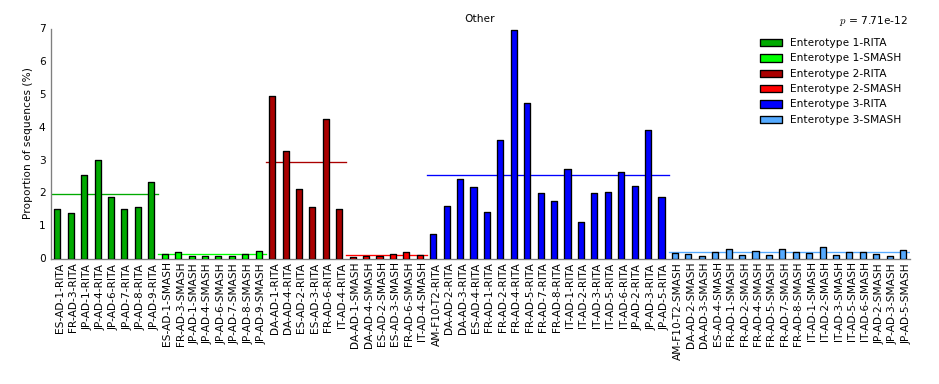 Other
p = 7.71e-12
Enterotype 1-RITA
Enterotype 1-SMASH
Enterotype 2-RITA
Enterotype 2-SMASH
Enterotype 3-RITA
Enterotype 3-SMASH
Proportion of sequences (%)
7
6
5
4
3
2
1
0
ES-AD-1-RITA
FR-AD-3-RITA
JP-AD-1-RITA
JP-AD-4-RITA
JP-AD-6-RITA
JP-AD-7-RITA
JP-AD-8-RITA
JP-AD-9-RITA
ES-AD-1-SMASH
FR-AD-3-SMASH
JP-AD-1-SMASH
JP-AD-4-SMASH
JP-AD-6-SMASH
JP-AD-7-SMASH
JP-AD-8-SMASH
JP-AD-9-SMASH
DA-AD-1-RITA
DA-AD-4-RITA
ES-AD-2-RITA
ES-AD-3-RITA
FR-AD-6-RITA
IT-AD-4-RITA
DA-AD-1-SMASH
DA-AD-4-SMASH
ES-AD-2-SMASH
ES-AD-3-SMASH
FR-AD-6-SMASH
IT-AD-4-SMASH
AM-F10-T2-RITA
DA-AD-2-RITA
DA-AD-3-RITA
ES-AD-4-RITA
FR-AD-1-RITA
FR-AD-2-RITA
FR-AD-4-RITA
FR-AD-5-RITA
FR-AD-7-RITA
FR-AD-8-RITA
IT-AD-1-RITA
IT-AD-2-RITA
IT-AD-3-RITA
IT-AD-5-RITA
IT-AD-6-RITA
JP-AD-2-RITA
JP-AD-3-RITA
JP-AD-5-RITA
AM-F10-T2-SMASH
DA-AD-2-SMASH
DA-AD-3-SMASH
ES-AD-4-SMASH
FR-AD-1-SMASH
FR-AD-2-SMASH
FR-AD-4-SMASH
FR-AD-5-SMASH
FR-AD-7-SMASH
FR-AD-8-SMASH
IT-AD-1-SMASH
IT-AD-2-SMASH
IT-AD-3-SMASH
IT-AD-5-SMASH
IT-AD-6-SMASH
JP-AD-2-SMASH
JP-AD-3-SMASH
JP-AD-5-SMASH